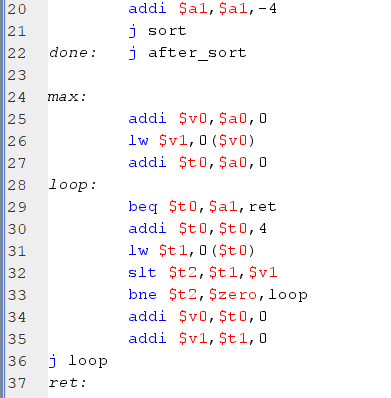 20 addi $a1,$a1,-4
21 j sort
22 done: j after_sort
23
24 max:
25 addi $v0,$a0,0
26 lw $v1,0($v0)
27 addi $t0,$a0,0
28 loop:
29 beq $t0,$a1,ret
30 addi $t0,$t0,4
31 lw $t1,0($t0)
32 slt $t2,$t1,$v1
33 bne $t2,$zero,loop
34 addi $v0,$t0,0
35 addi $v1,$t1,0
36 j loop
37 ret: